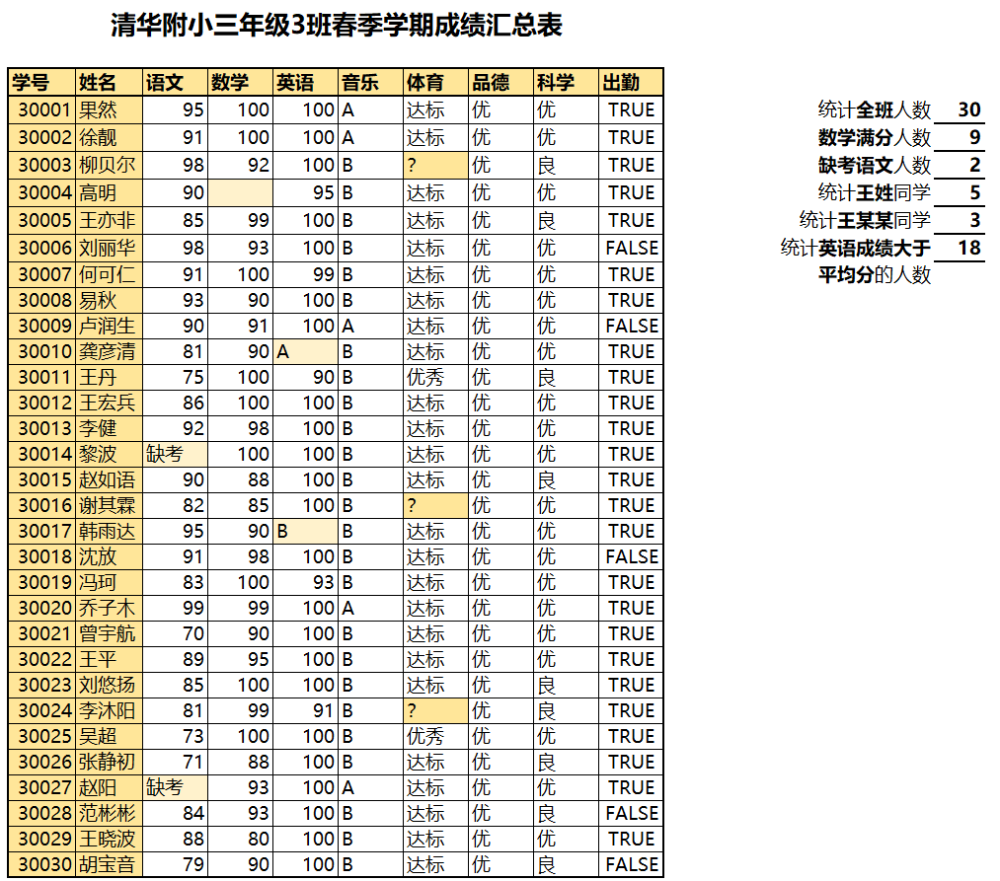 清华附小三年级3班春季学期成绩汇总表
学号 姓名 语文 数学 英语 音乐 体育 品德 科学 出勤
30001 果然 95 100 100 A 达标 优 优 TRUE
30002 徐靓 91 100 100 A 达标 优 优 TRUE
30003 柳贝尔 98 92 100 B ? 优 良 TRUE
30004 高明 90 95 B 达标 优 优 TRUE
30005 王亦非 85 99 100 B 达标 优 良 TRUE
30006 刘丽华 98 93 100 B 达标 优 优 FALSE
30007 何可仁 91 100 99 B 达标 优 优 TRUE
30008 易秋 93 90 100 B 达标 优 优 TRUE
30009 卢润生 90 91 100 A 达标 优 优 FALSE
30010 龚彦清 81 90 A B 达标 优 优 TRUE
30011 王丹 75 100 90 B 优秀 优 良 TRUE
30012 王宏兵 86 100 100 B 达标 优 优 TRUE
30013 李健 92 98 100 B 达标 优 优 TRUE
30014 黎波 缺考 100 100 B 达标 优 优 TRUE
30015 赵如语 90 88 100 B 达标 优 良 TRUE
30016 谢其霖 82 85 100 B ? 优 优 TRUE
30017 韩雨达 95 90 B B 达标 优 优 TRUE
30018 沈放 91 98 100 B 达标 优 优 FALSE
30019 冯珂 83 100 93 B 达标 优 优 TRUE
30020 乔子木 99 99 100 A 达标 优 优 TRUE
30021 曾宇航 70 90 100 B 达标 优 优 TRUE
30022 王平 89 95 100 B 达标 优 优 TRUE
30023 刘悠扬 85 100 100 B 达标 优 良 TRUE
30024 李沐阳 81 99 91 B ? 优 良 TRUE
30025 吴超 73 100 100 B 优秀 优 优 TRUE
30026 张静初 71 88 100 B 达标 优 良 TRUE
30027 赵阳 缺考 93 100 A 达标 优 优 TRUE
30028 范彬彬 84 93 100 B 达标 优 良 FALSE
30029 王晓波 88 80 100 B 达标 优 优 TRUE
30030 胡宝音 79 90 100 B 达标 优 良 FALSE
统计全班人数 30
数学满分人数 9
缺考语文人数 2
统计王姓同学 5
统计王某某同学 3
统计英语成绩大于 18
平均分的人数